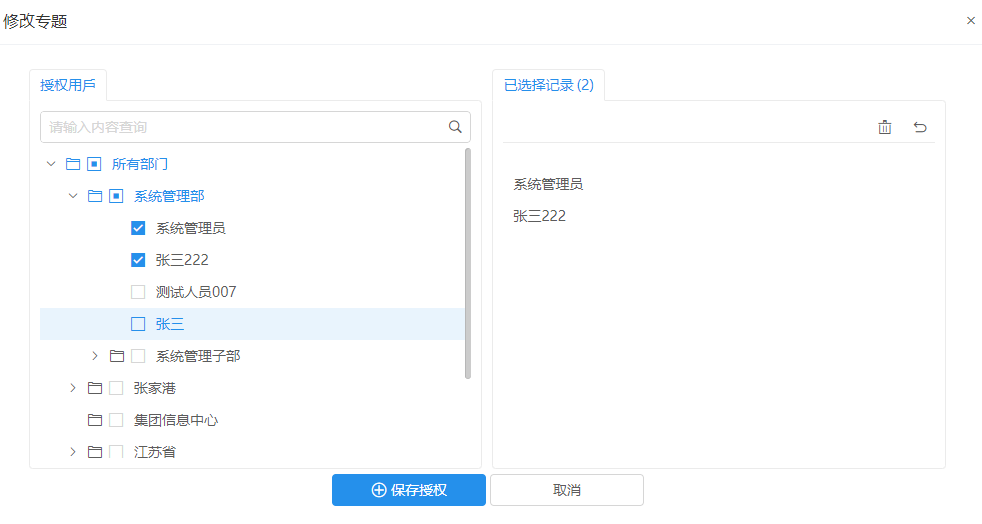 修改专题
授权用戶
请输入内容查询
所有部门
系统管理部
系统管理员
张三222
测试人员007
张三
系统管理子部
张家港
集团信息中心
江苏省
已选择记录 (2)
系统管理员
张三222
保存授权
取消